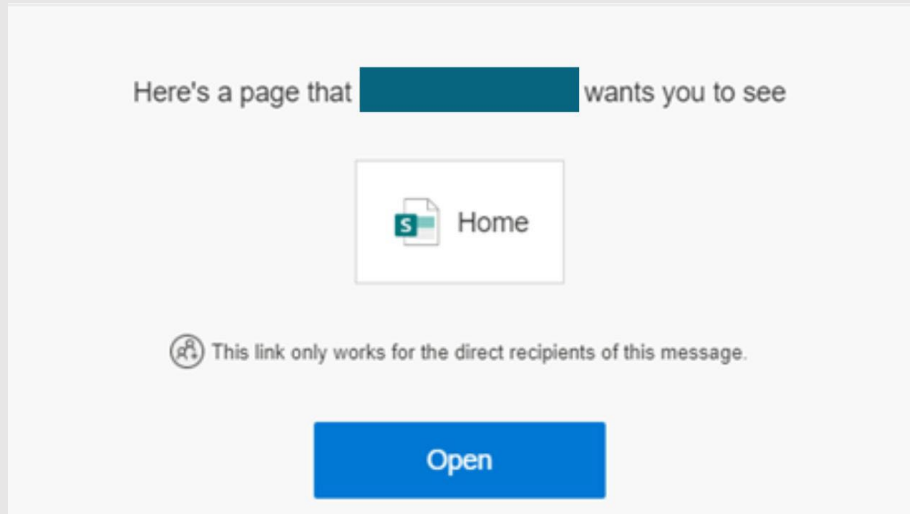 Here's a page that wants you to see
S Home
This link only works for the direct recipients of this message.
Open